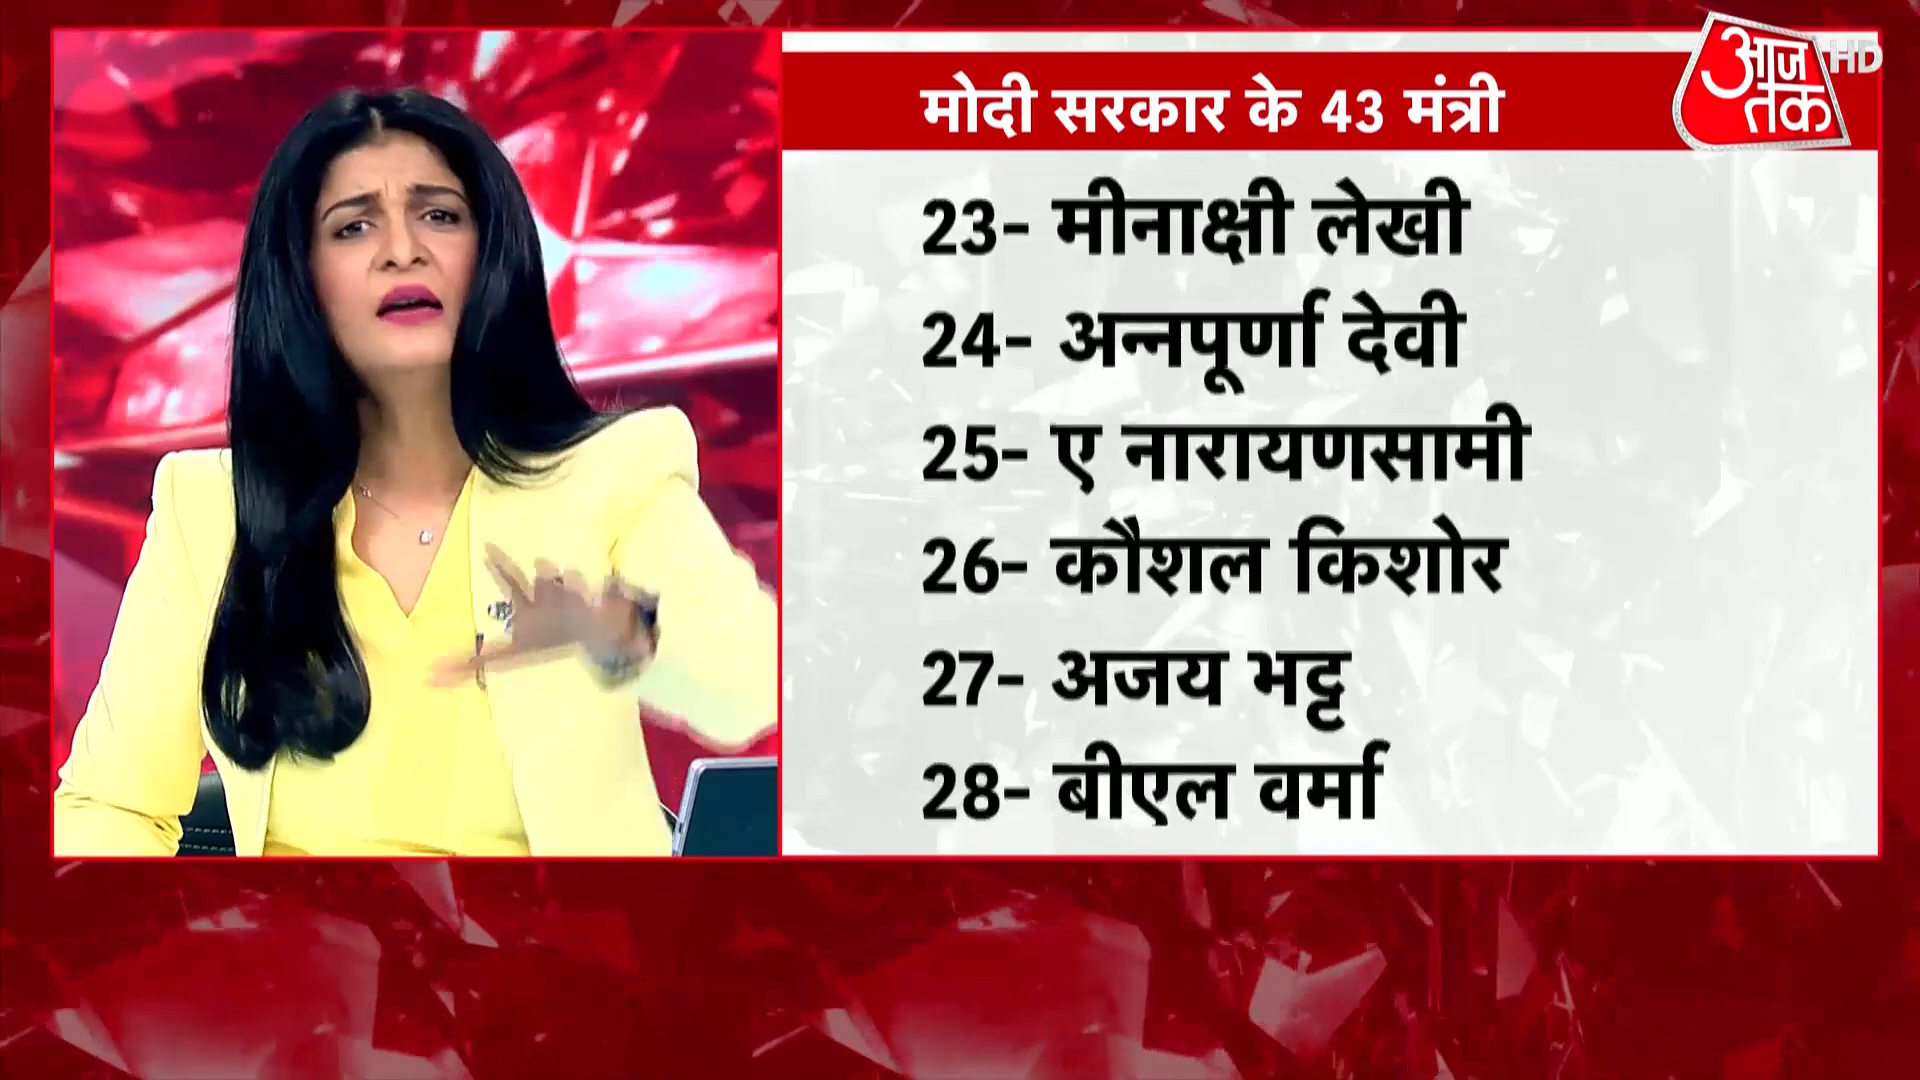 आज तक HD
मोदी सरकार के 43 मंत्री
23- मीनाक्षी लेखी
24- अन्नपूर्णा देवी
25- ए नारायणसामी
26- कौशल किशोर
27- अजय भट्ट
28- बीएल वर्मा